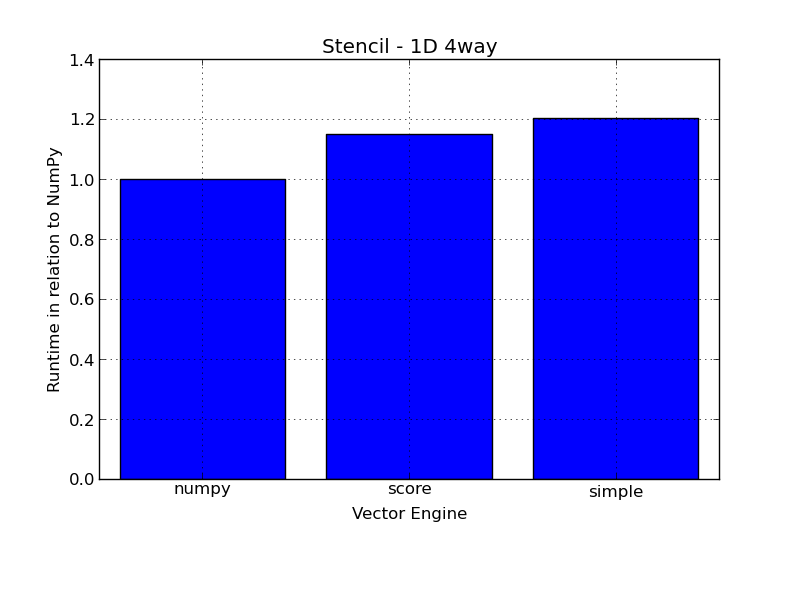 Stencil - 1D 4way
1.4
1.2
1.0
0.8
0.6
0.4
0.2
0.0
Runtime in relation to NumPy
numpy score simple
Vector Engine